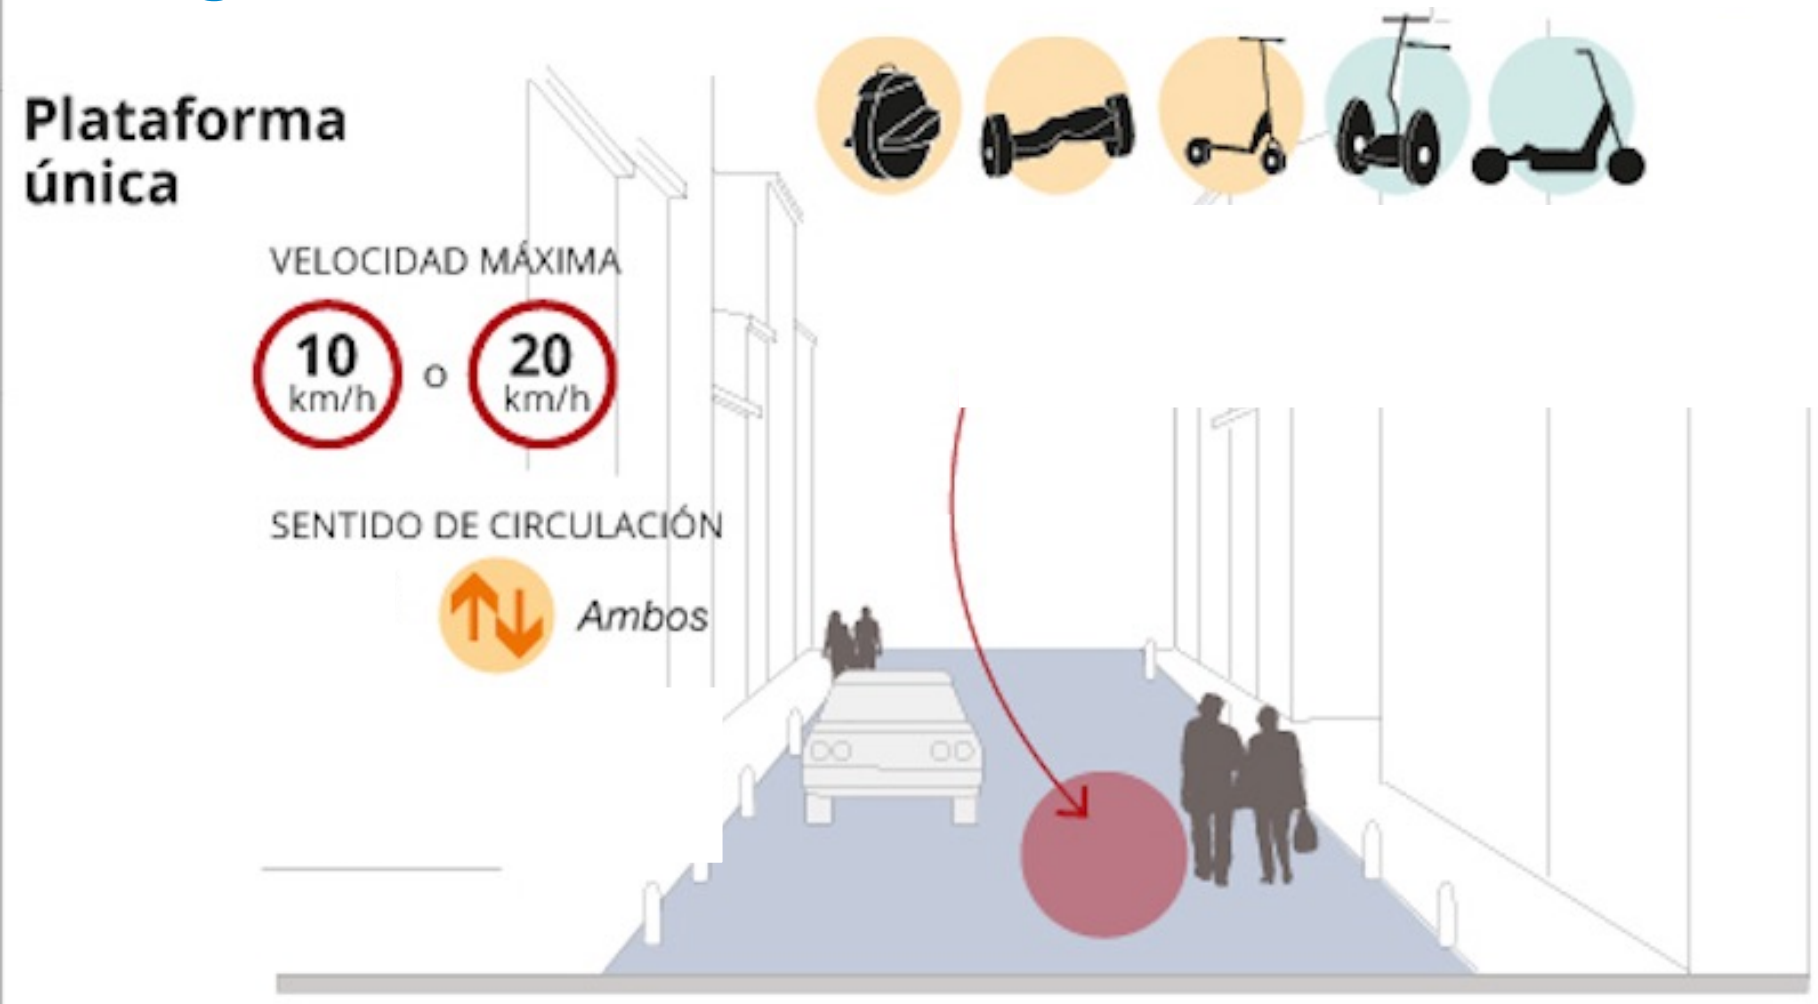 Plataforma
única
VELOCIDAD MÁXIMA
10
km/h
o
20
km/h
SENTIDO DE CIRCULACIÓN
Ambos